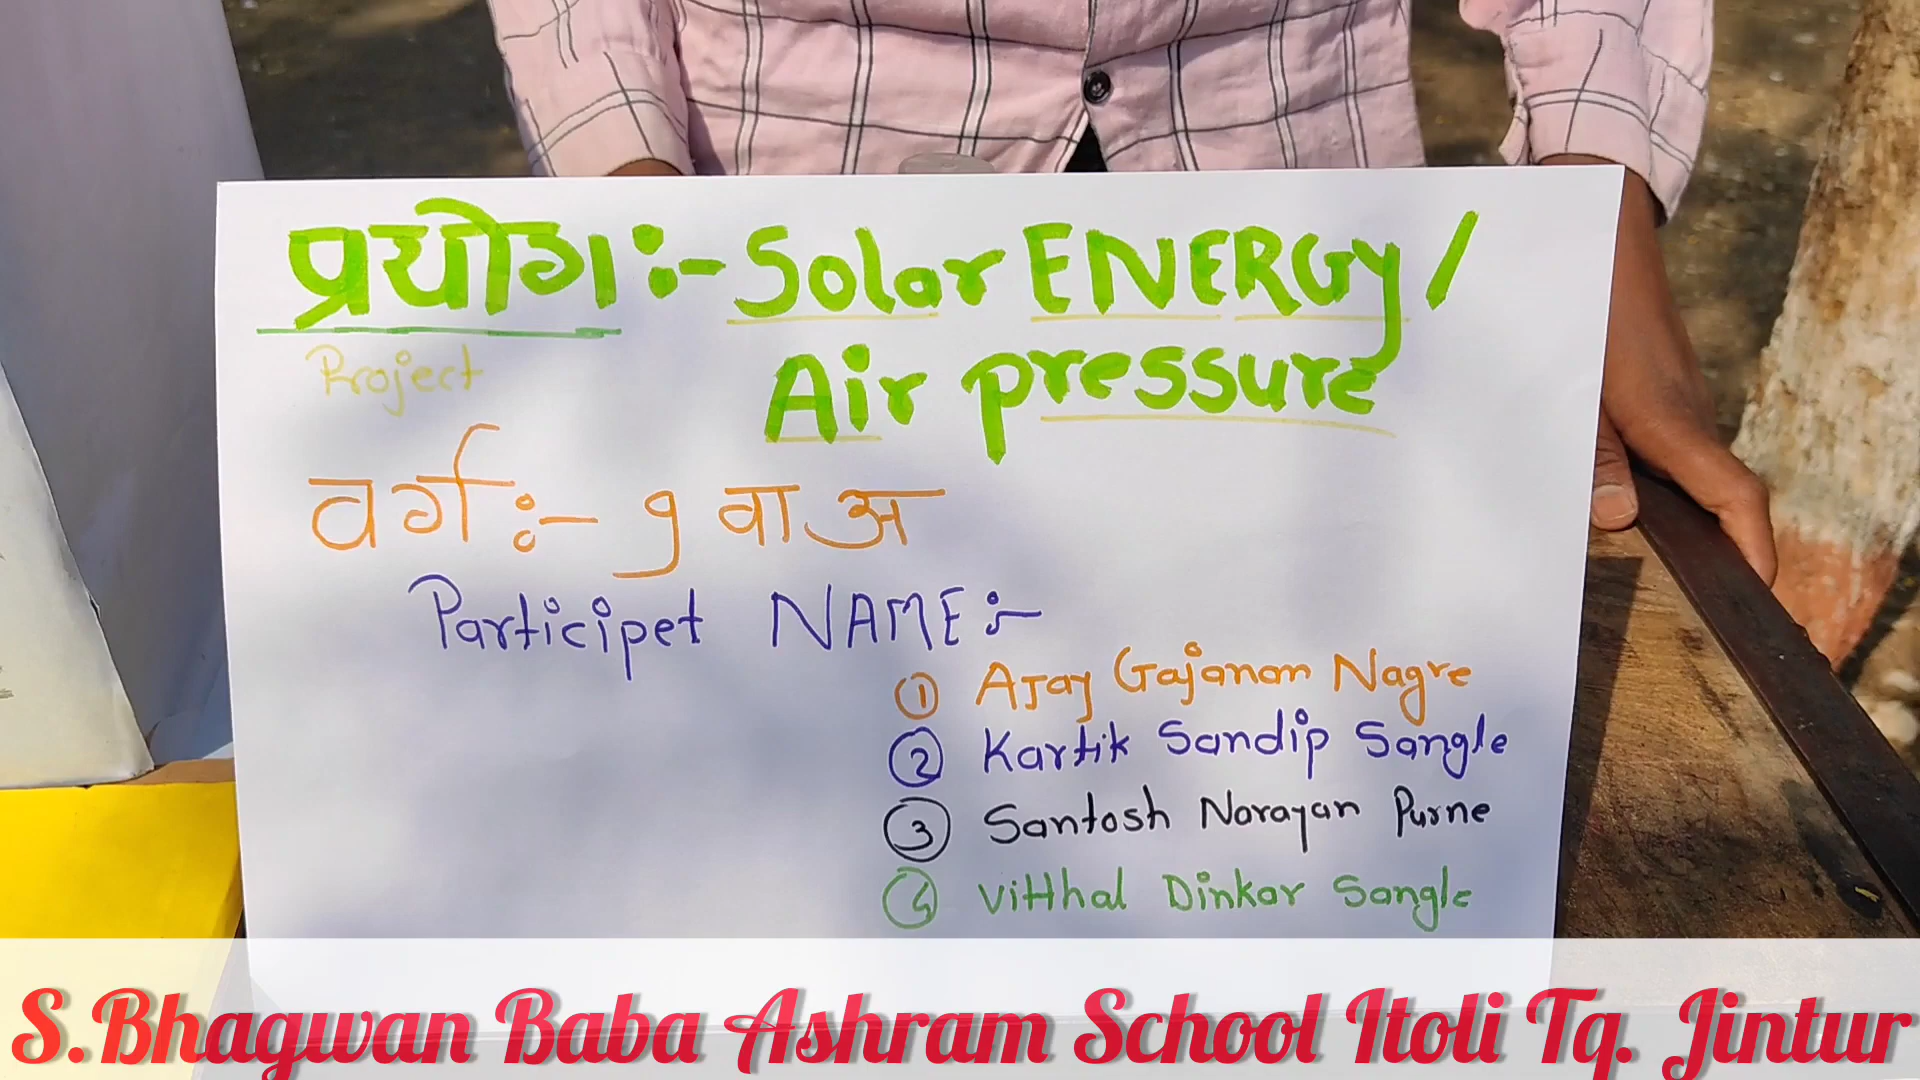 प्रयोग :- Solar ENERGY /
Project
Air pressure
वर्ग :- 9 वा अ
Participet NAME :-
① AJay Gajanan Nagre
② Kartik Sandip Sangle
③ Santosh Narayan Purne
④ Vitthal Dinkar Sangle
S.Bhagwan Baba Ashram School Itoli Tq. Jintur